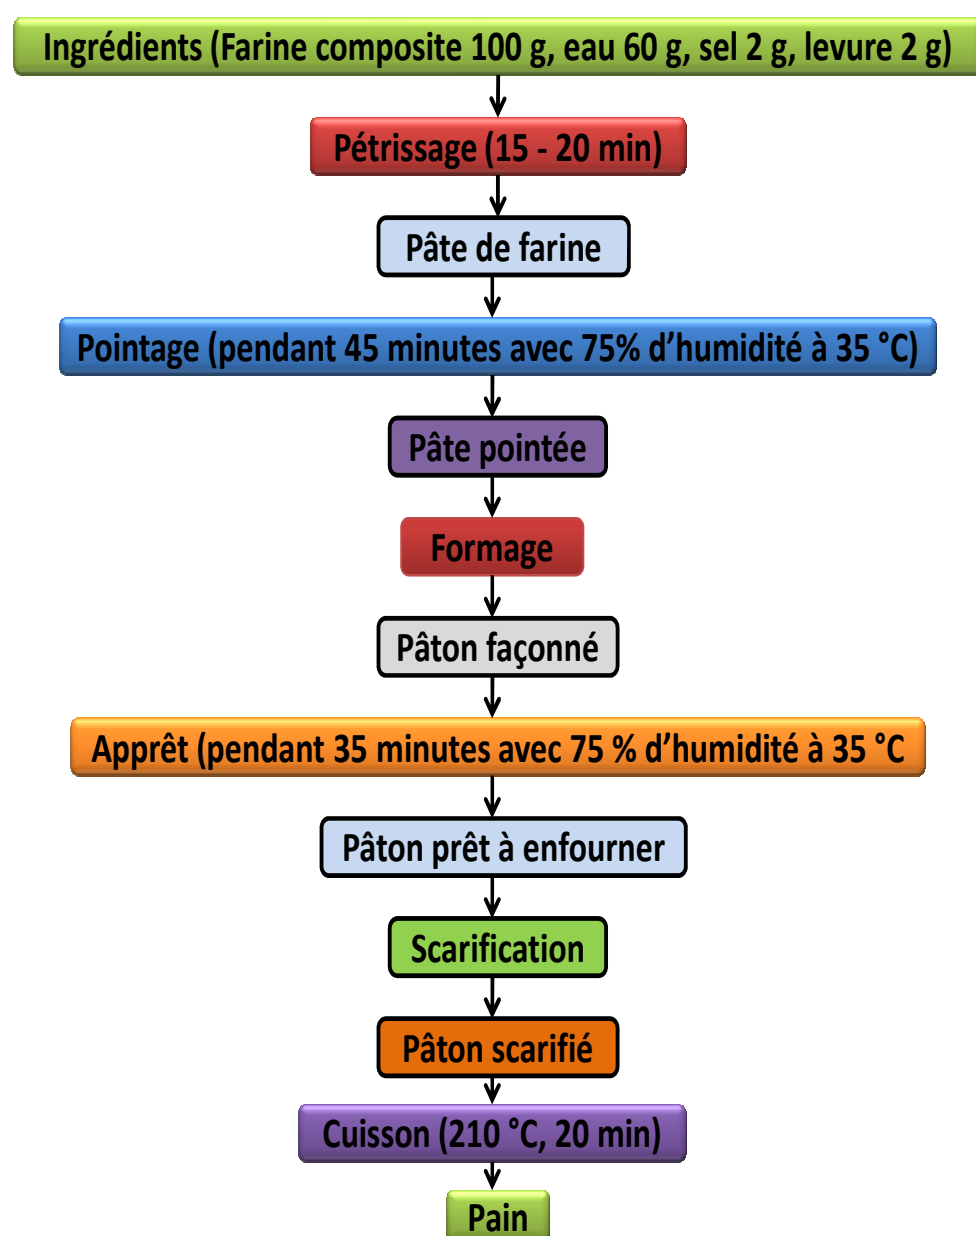 Ingrédients (Farine composite 100 g, eau 60 g, sel 2 g, levure 2 g)
Pétrissage (15 - 20 min)
Pâte de farine
Pointage (pendant 45 minutes avec 75% d’humidité à 35 °C)
Pâte pointée
Formage
Pâton façonné
Apprêt (pendant 35 minutes avec 75 % d’humidité à 35 °C
Pâton prêt à enfourner
Scarification
Pâton scarifié
Cuisson (210 °C, 20 min)
Pain